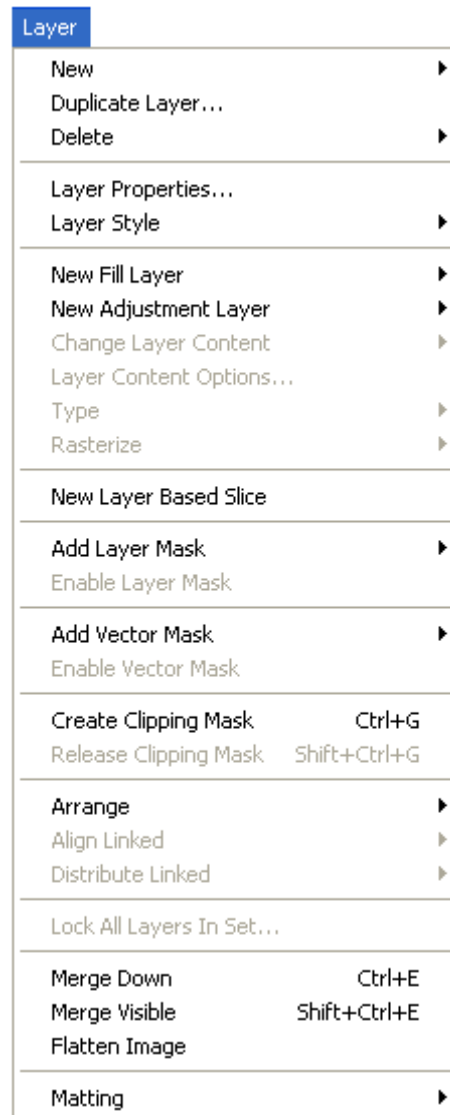 Layer
New
Duplicate Layer...
Delete
Layer Properties...
Layer Style
New Fill Layer
New Adjustment Layer
Change Layer Content
Layer Content Options...
Type
Rasterize
New Layer Based Slice
Add Layer Mask
Enable Layer Mask
Add Vector Mask
Enable Vector Mask
Create Clipping Mask Ctrl+G
Release Clipping Mask Shift+Ctrl+G
Arrange
Align Linked
Distribute Linked
Lock All Layers In Set...
Merge Down Ctrl+E
Merge Visible Shift+Ctrl+E
Flatten Image
Matting